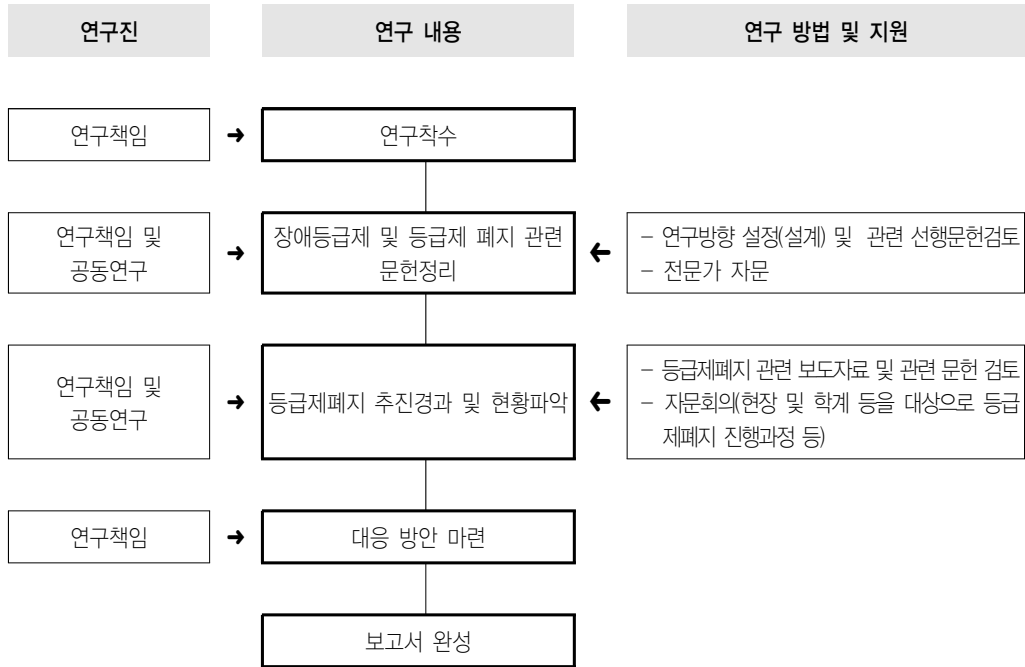 연구진
연구 내용
연구 방법 및 지원
연구책임
➜
연구착수
연구책임 및
공동연구
➜
장애등급제 및 등급제 폐지 관련
문헌정리
←
– 연구방향 설정(설계) 및 관련 선행문헌검토
– 전문가 자문
연구책임 및
공동연구
➜
등급제폐지 추진경과 및 현황파악
←
– 등급제폐지 관련 보도자료 및 관련 문헌 검토
– 자문회의(현장 및 학계 등을 대상으로 등급
제폐지 진행과정 등)
연구책임
➜
대응 방안 마련
보고서 완성